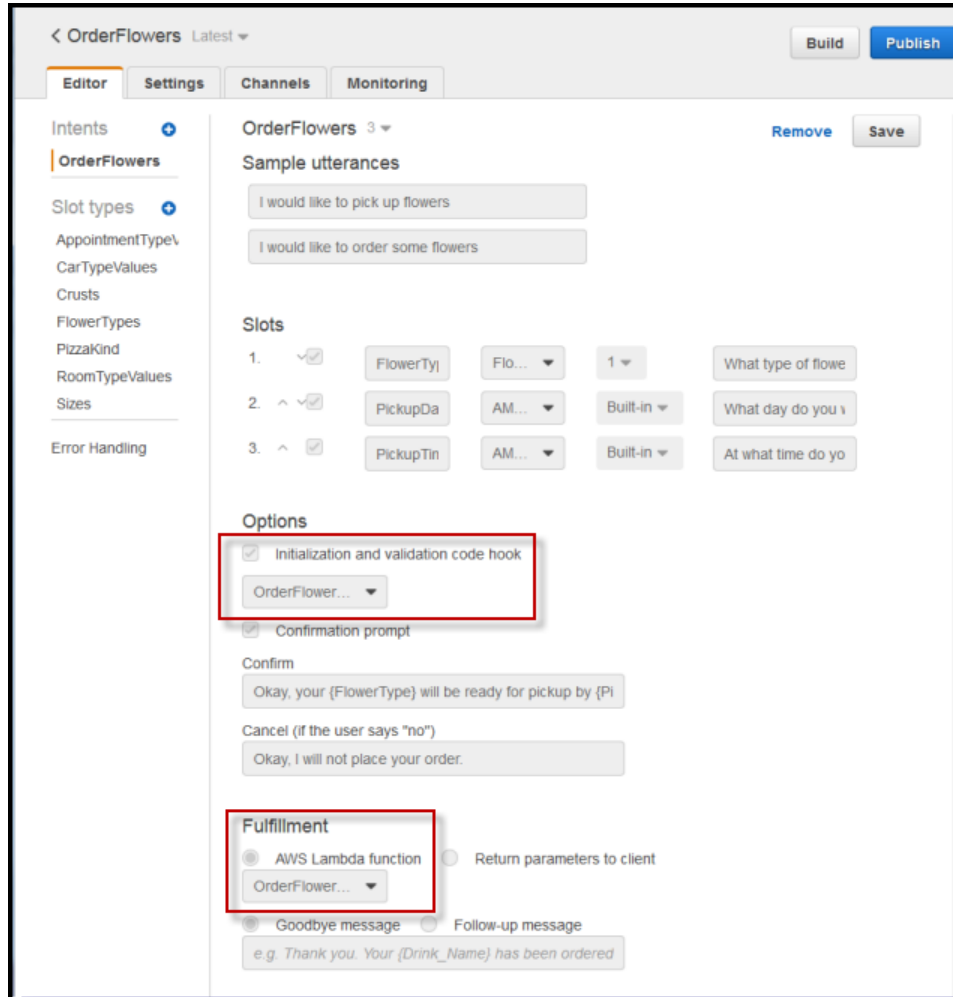 OrderFlowers Latest
Build Publish
Editor Settings Channels Monitoring
Intents
OrderFlowers
Slot types
AppointmentTypeV
CarTypeValues
Crusts
FlowerTypes
PizzaKind
RoomTypeValues
Sizes
Error Handling
OrderFlowers 3
Remove Save
Sample utterances
I would like to pick up flowers
I would like to order some flowers
Slots
1. FlowerTyp Flo... 1 What type of flowe
2. PickupDa AM... Built-in What day do you w
3. PickupTin AM... Built-in At what time do yo
Options
Initialization and validation code hook
OrderFlower...
Confirmation prompt
Confirm
Okay, your {FlowerType} will be ready for pickup by {Pi
Cancel (if the user says "no")
Okay, I will not place your order.
Fulfillment
AWS Lambda function Return parameters to client
OrderFlower...
Goodbye message Follow-up message
e.g. Thank you. Your {Drink_Name} has been ordered